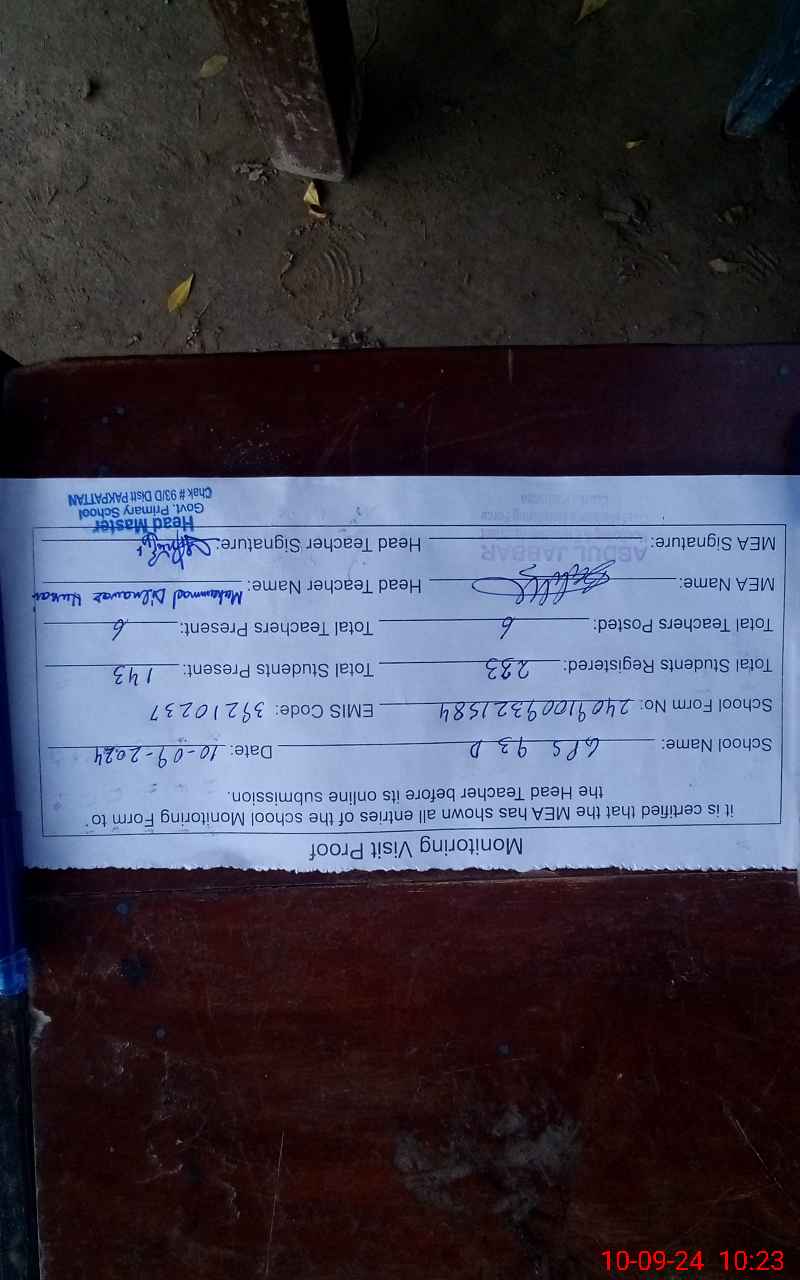 Monitoring Visit Proof
it is certified that the MEA has shown all entries of the school Monitoring Form to
the Head Teacher before its online submission.
School Name: GPS 93 D Date: 10-09-2024
School Form No: 24091009321584 EMIS Code: 39210237
Total Students Registered: 233 Total Students Present: 143
Total Teachers Posted: 6 Total Teachers Present: 6
MEA Name: Head Teacher Name: Muhammad Dilnawaz
MEA Signature: Head Teacher Signature:
ABDUL JABBAR
Head Master
Govt. Primary School
Chak # 93/D Distt PAKPATTAN
10-09-24 10:23